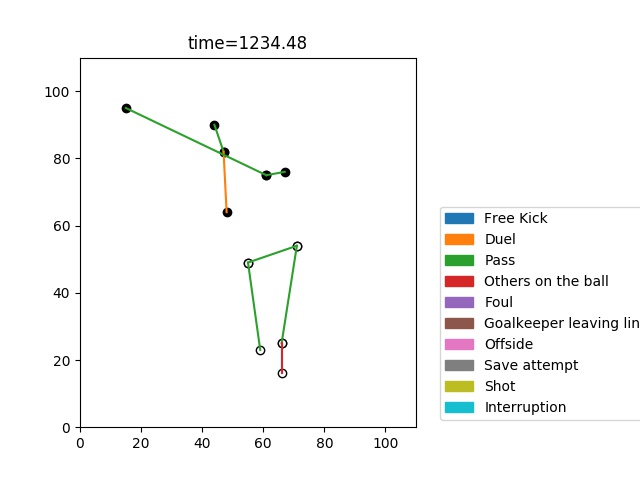 time=1234.48
100
80
60
40
20
0
0 20 40 60 80 100
Free Kick
Duel
Pass
Others on the ball
Foul
Goalkeeper leaving lin
Offside
Save attempt
Shot
Interruption